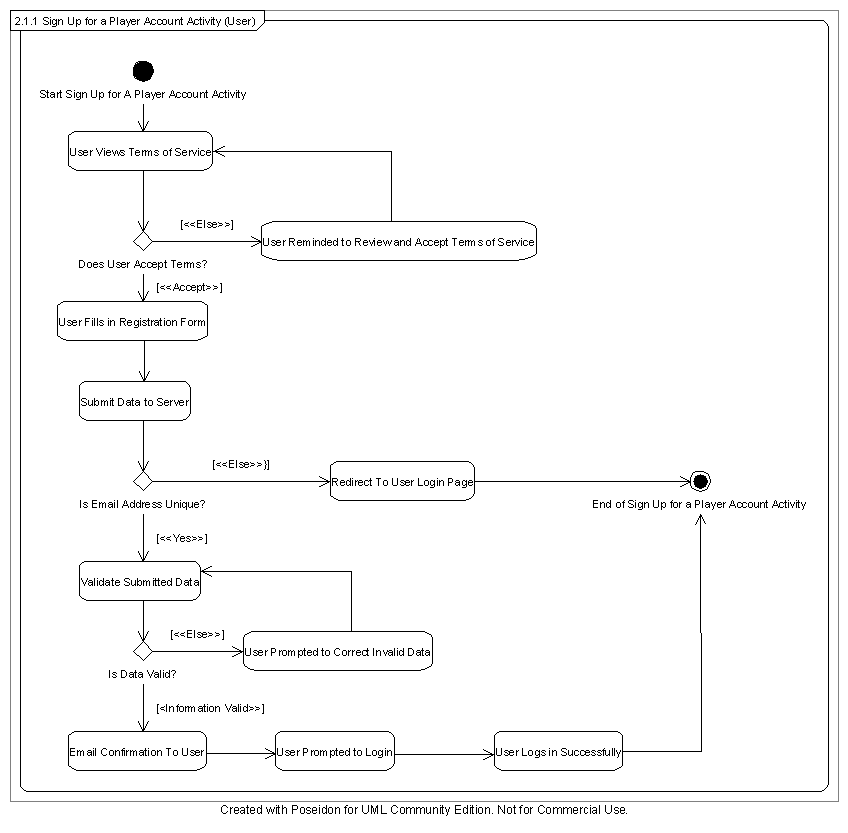 2.1.1 Sign Up for a Player Account Activity (User)
Start Sign Up for A Player Account Activity
User Views Terms of Service
[<<Else>>]
User Reminded to Review and Accept Terms of Service
Does User Accept Terms?
[<<Accept>>]
User Fills in Registration Form
Submit Data to Server
[<<Else>>}]
Redirect To User Login Page
Is Email Address Unique?
End of Sign Up for a Player Account Activity
[<<Yes>>]
Validate Submitted Data
[<<Else>>]
User Prompted to Correct Invalid Data
Is Data Valid?
[<Information Valid>>]
Email Confirmation To User
User Prompted to Login
User Logs in Successfully
Created with Poseidon for UML Community Edition. Not for Commercial Use.